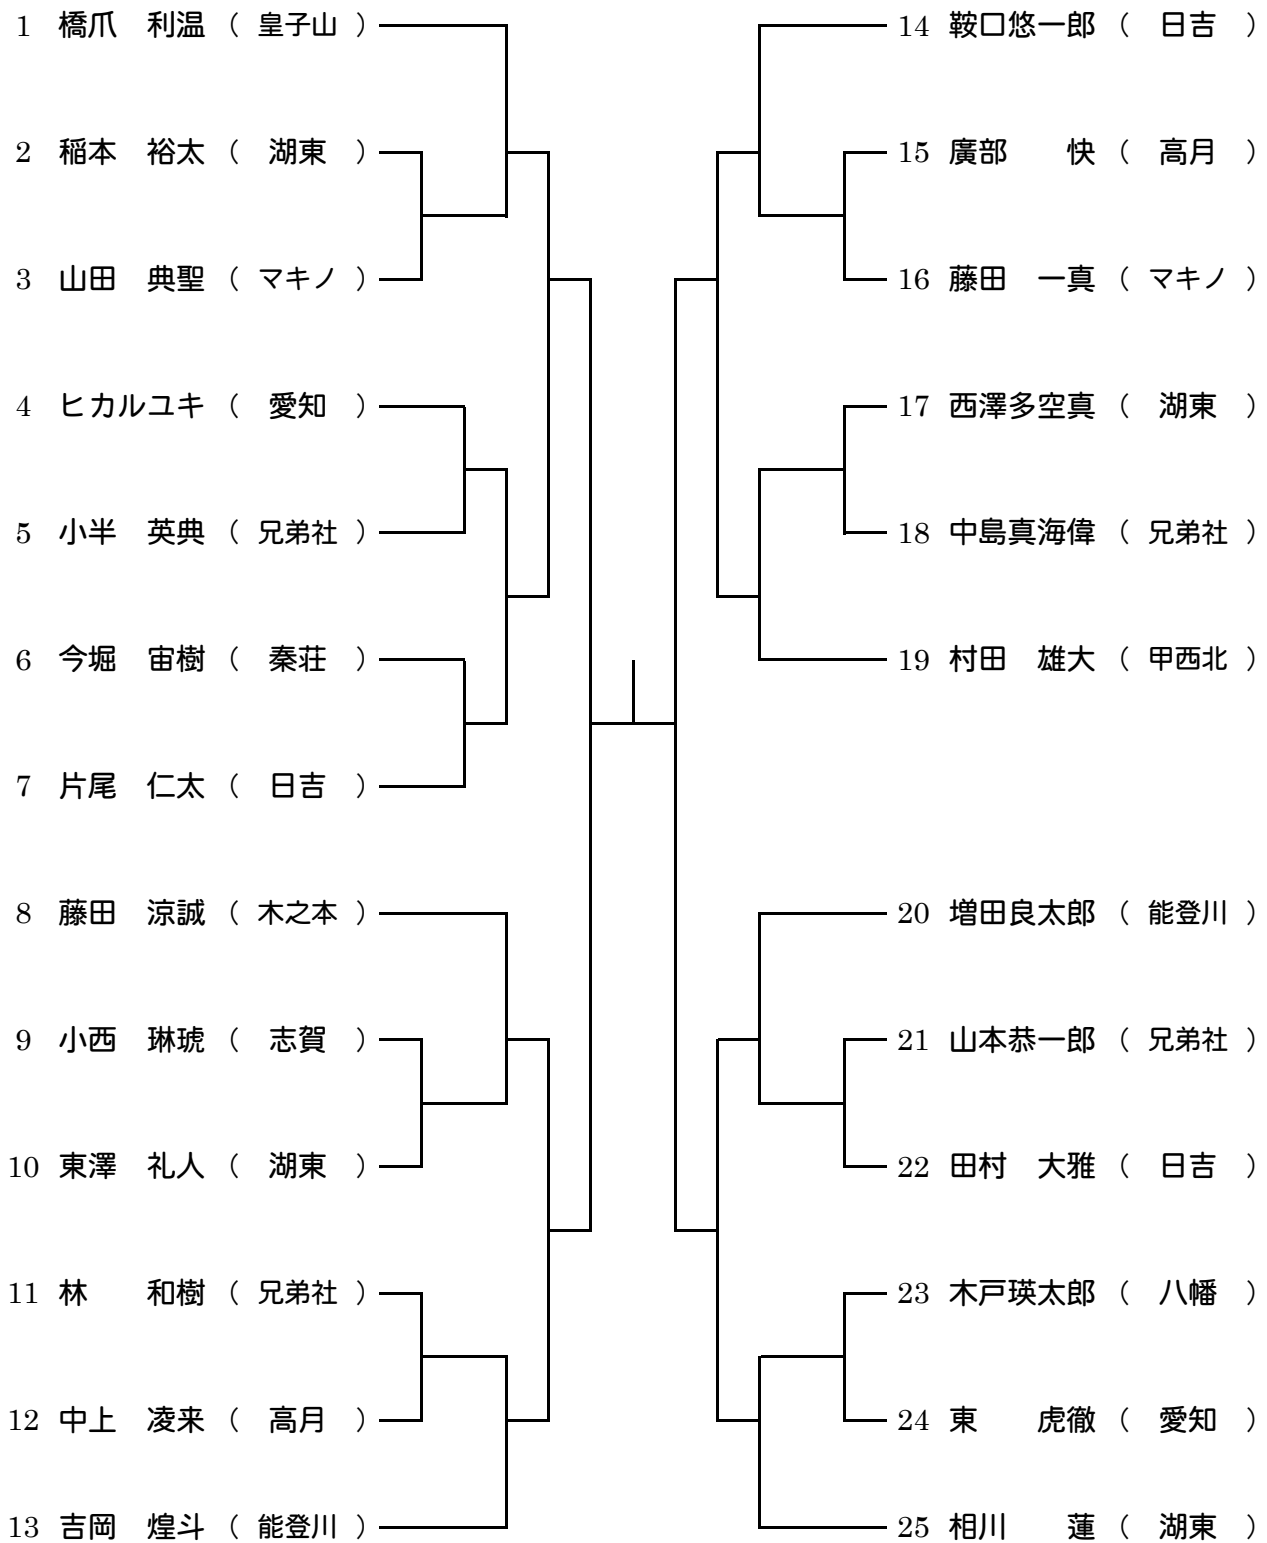 1 橋爪　利温 （ 皇子山 ）
2 稲本　裕太 （ 湖東 ）
3 山田　典聖 （ マキノ ）
4 ヒカルユキ （ 愛知 ）
5 小半　英典 （ 兄弟社 ）
6 今堀　宙樹 （ 秦荘 ）
7 片尾　仁太 （ 日吉 ）
8 藤田　涼誠 （ 木之本 ）
9 小西　琳琥 （ 志賀 ）
10 東澤　礼人 （ 湖東 ）
11 林　　和樹 （ 兄弟社 ）
12 中上　凌来 （ 高月 ）
13 吉岡　煌斗 （ 能登川 ）
14 鞍口悠一郎 （ 日吉 ）
15 廣部　　快 （ 高月 ）
16 藤田　一真 （ マキノ ）
17 西澤多空真 （ 湖東 ）
18 中島真海偉 （ 兄弟社 ）
19 村田　雄大 （ 甲西北 ）
20 増田良太郎 （ 能登川 ）
21 山本恭一郎 （ 兄弟社 ）
22 田村　大雅 （ 日吉 ）
23 木戸瑛太郎 （ 八幡 ）
24 東　　虎徹 （ 愛知 ）
25 相川　　蓮 （ 湖東 ）